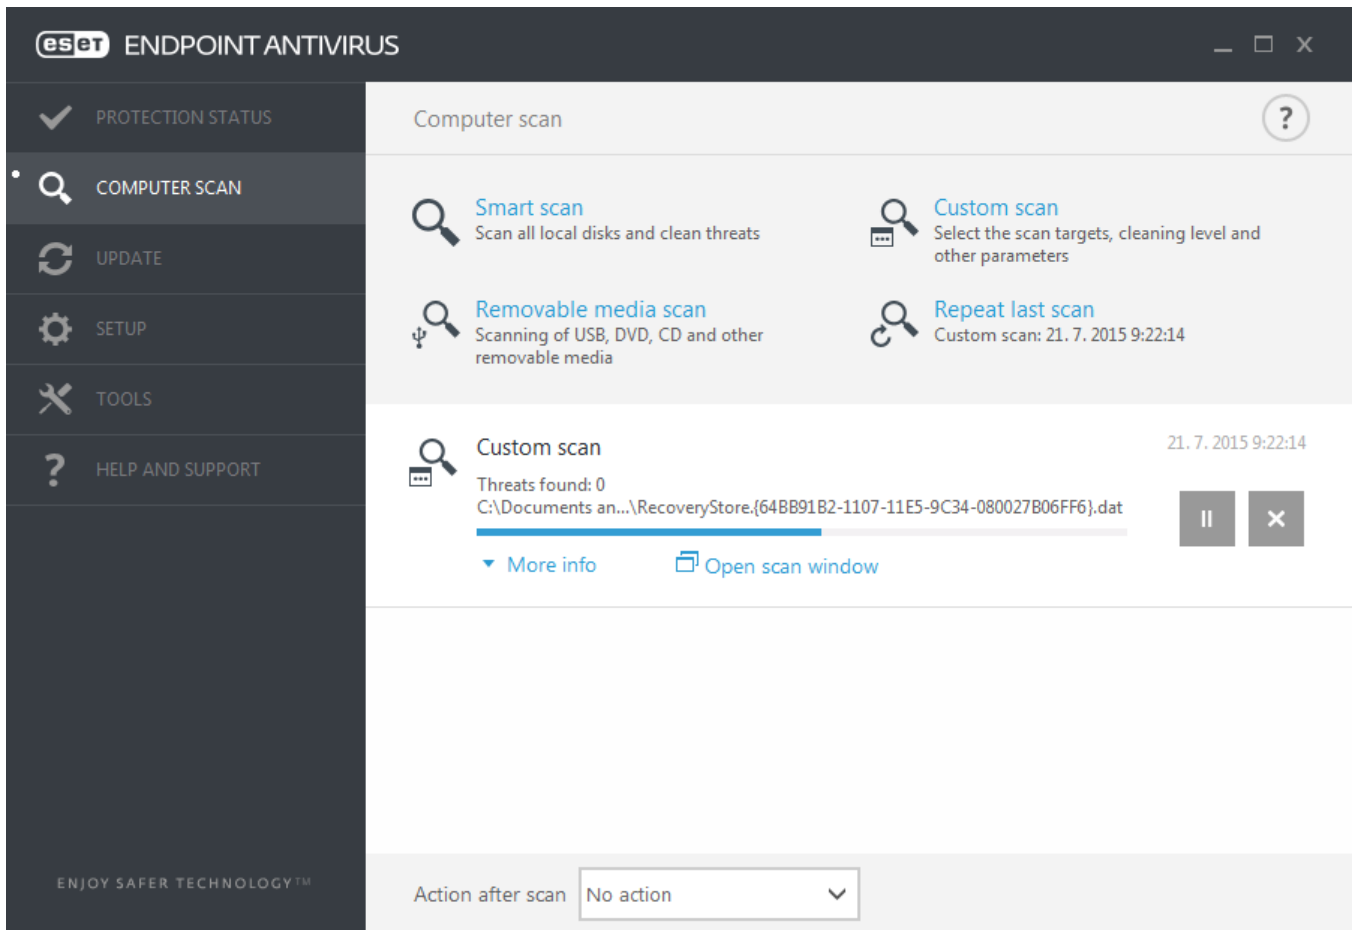 eseT ENDPOINT ANTIVIRUS
PROTECTION STATUS
COMPUTER SCAN
UPDATE
SETUP
TOOLS
HELP AND SUPPORT
ENJOY SAFER TECHNOLOGY™
Computer scan
?
Smart scan
Scan all local disks and clean threats
Custom scan
Select the scan targets, cleaning level and
other parameters
Removable media scan
Scanning of USB, DVD, CD and other
removable media
Repeat last scan
Custom scan: 21. 7. 2015 9:22:14
Custom scan
21. 7. 2015 9:22:14
Threats found: 0
C:\Documents an...\RecoveryStore.{64BB91B2-1107-11E5-9C34-080027B06FF6}.dat
More info
Open scan window
Action after scan
No action